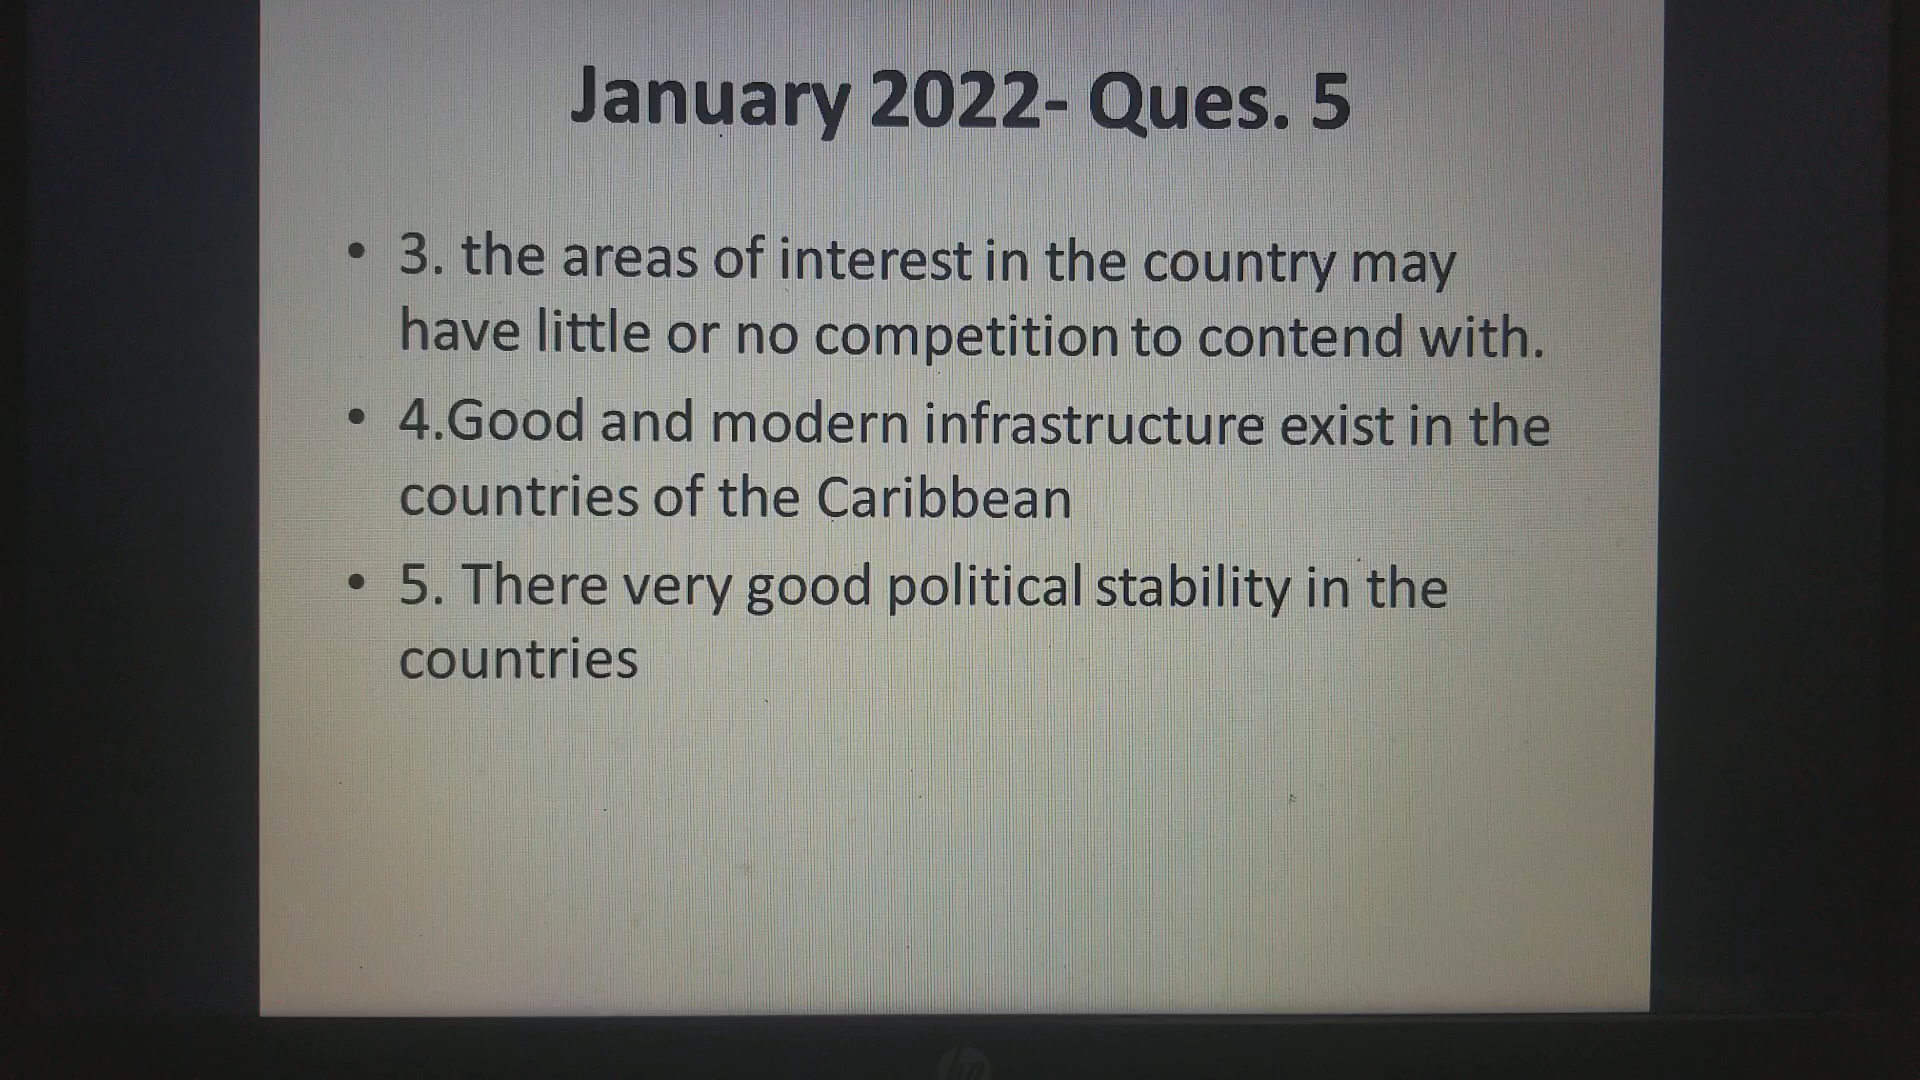 January 2022- Ques. 5
• 3. the areas of interest in the country may
have little or no competition to contend with.
• 4.Good and modern infrastructure exist in the
countries of the Caribbean
• 5. There very good political stability in the
countries
hp